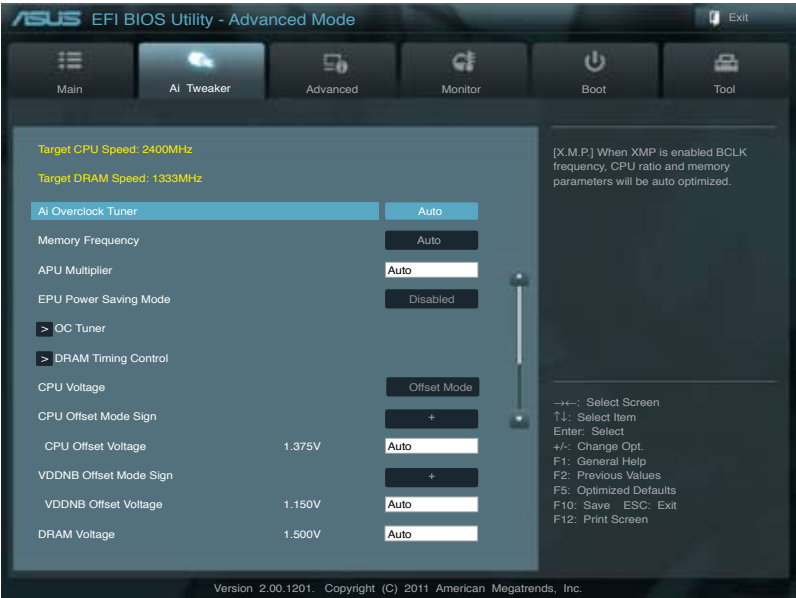 ASUS EFI BIOS Utility - Advanced Mode
Exit
Main
Ai Tweaker
Advanced
Monitor
Boot
Tool
Target CPU Speed: 2400MHz
Target DRAM Speed: 1333MHz
Ai Overclock Tuner Auto
Memory Frequency Auto
APU Multiplier Auto
EPU Power Saving Mode Disabled
> OC Tuner
> DRAM Timing Control
CPU Voltage Offset Mode
CPU Offset Mode Sign +
CPU Offset Voltage 1.375V Auto
VDDNB Offset Mode Sign +
VDDNB Offset Voltage 1.150V Auto
DRAM Voltage 1.500V Auto
[X.M.P.] When XMP is enabled BCLK
frequency, CPU ratio and memory
parameters will be auto optimized.
→←: Select Screen
↑↓: Select Item
Enter: Select
+/-: Change Opt.
F1: General Help
F2: Previous Values
F5: Optimized Defaults
F10: Save ESC: Exit
F12: Print Screen
Version 2.00.1201. Copyright (C) 2011 American Megatrends, Inc.